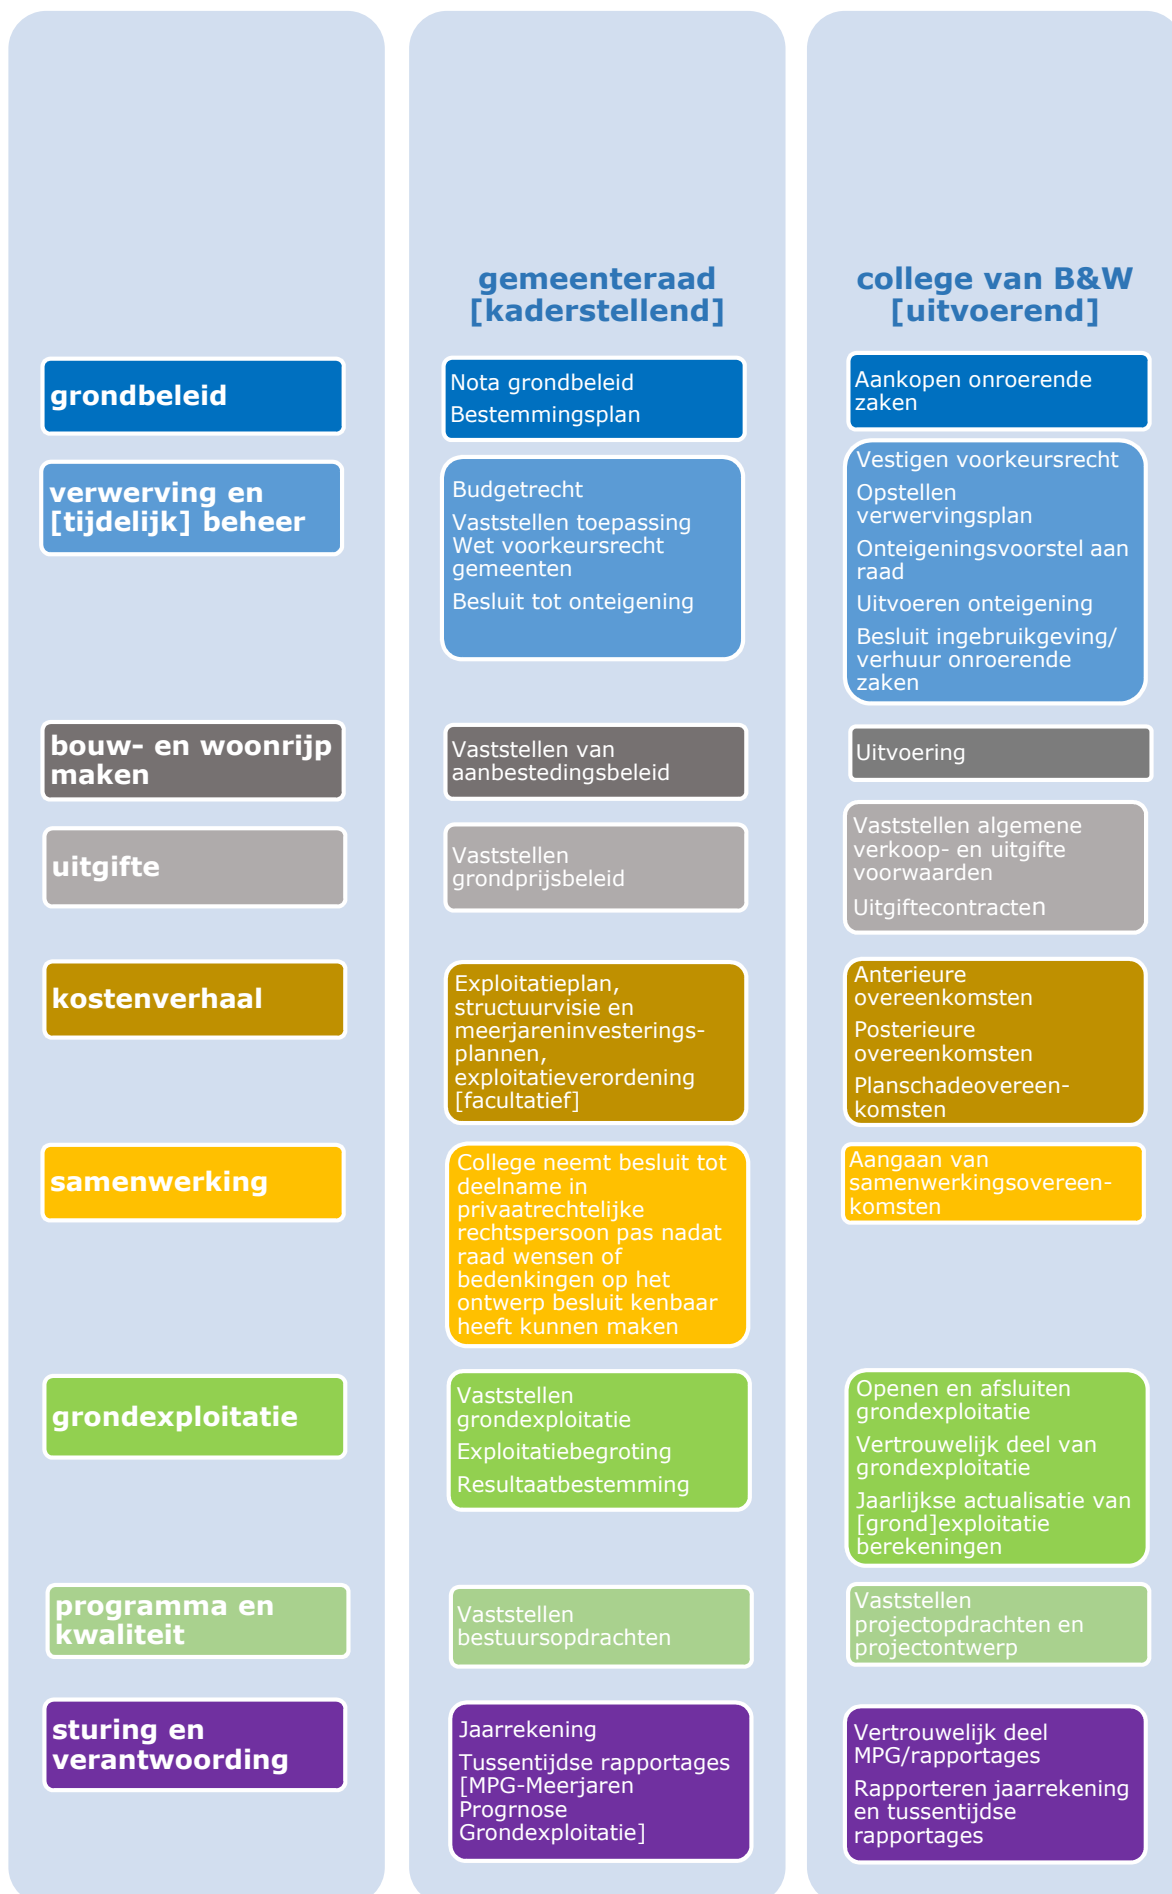 gemeenteraad
[kaderstellend]
college van B&W
[uitvoerend]
grondbeleid
Nota grondbeleid
Bestemmingsplan
Aankopen onroerende
zaken
verwerving en
[tijdelijk] beheer
Budgetrecht
Vaststellen toepassing
Wet voorkeursrecht
gemeenten
Besluit tot onteigening
Vestigen voorkeursrecht
Opstellen
verwervingsplan
Onteigeningsvoorstel aan
raad
Uitvoeren onteigening
Besluit ingebruikgeving/
verhuur onroerende
zaken
bouw- en woonrijp
maken
Vaststellen van
aanbestedingsbeleid
Uitvoering
uitgifte
Vaststellen
grondprijsbeleid
Vaststellen algemene
verkoop- en uitgifte
voorwaarden
Uitgiftecontracten
kostenverhaal
Exploitatieplan,
structuurvisie en
meerjareninvesterings-
plannen,
exploitatieverordening
[facultatief]
Anterieure
overeenkomsten
Posterieure
overeenkomsten
Planschadeovereen-
komsten
samenwerking
College neemt besluit tot
deelname in
privaatrechtelijke
rechtspersoon pas nadat
raad wensen of
bedenkingen op het
ontwerp besluit kenbaar
heeft kunnen maken
Aangaan van
samenwerkingsovereen-
komsten
grondexploitatie
Vaststellen
grondexploitatie
Exploitatiebegroting
Resultaatbestemming
Openen en afsluiten
grondexploitatie
Vertrouwelijk deel van
grondexploitatie
Jaarlijkse actualisatie van
[grond]exploitatie
berekeningen
programma en
kwaliteit
Vaststellen
bestuursopdrachten
Vaststellen
projectopdrachten en
projectontwerp
sturing en
verantwoording
Jaarrekening
Tussentijdse rapportages
[MPG-Meerjaren
Progrnose
Grondexploitatie]
Vertrouwelijk deel
MPG/rapportages
Rapporteren jaarrekening
en tussentijdse
rapportages